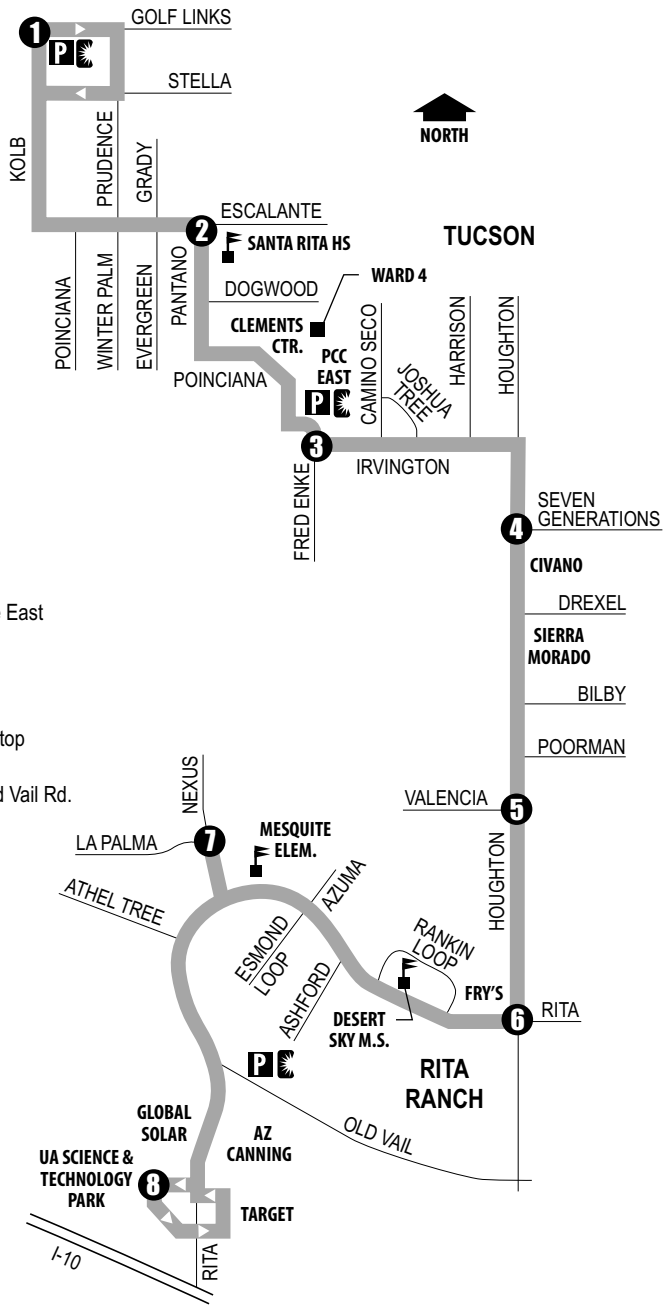 GOLF LINKS
1
P
STELLA
KOLB
PRUDENCE
GRADY
NORTH
ESCALANTE
2
SANTA RITA HS
TUCSON
POINCIANA
WINTER PALM
EVERGREEN
PANTANO
DOGWOOD
WARD 4
CLEMENTS
CTR.
PCC
EAST
P
POINCIANA
CAMINO SECO
JOSHUA
TREE
HARRISON
HOUGHTON
3
IRVINGTON
FRED ENKE
SEVEN
GENERATIONS
4
CIVANO
DREXEL
East
SIERRA
MORADO
BILBY
top
POORMAN
Vail Rd.
NEXUS
VALENCIA
5
LA PALMA
7
MESQUITE
ELEM.
HOUGHTON
ATHEL TREE
AZUMA
ESMOND
LOOP
RANKIN
LOOP
ASHFORD
FRY'S
DESERT
SKY M.S.
6
RITA
P
RITA
RANCH
OLD VAIL
GLOBAL
SOLAR
AZ
CANNING
UA SCIENCE &
TECHNOLOGY
PARK
8
TARGET
RITA
I-10